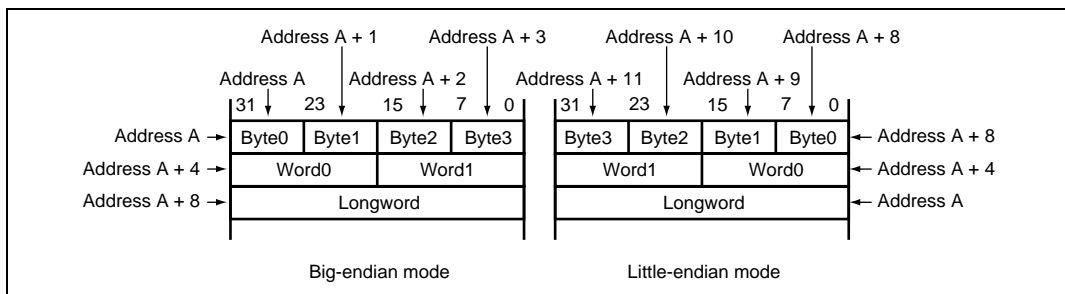 Address A + 1 Address A + 3 Address A + 10 Address A + 8
Address A Address A + 2 Address A + 11 Address A + 9
31 23 15 7 0 31 23 15 7 0
Address A Byte0 Byte1 Byte2 Byte3 Byte3 Byte2 Byte1 Byte0 Address A + 8
Address A + 4 Word0 Word1 Word1 Word0 Address A + 4
Address A + 8 Longword Longword Address A
Big-endian mode Little-endian mode